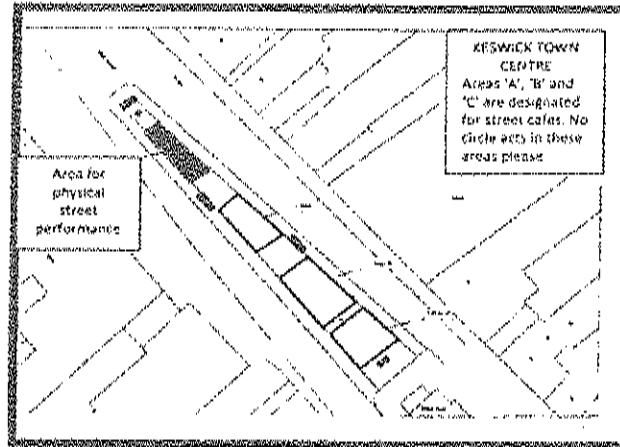 KESWICK TOWN
CENTRE
Areas 'A', 'B' and
'C' are designated
for street cafes. No
circle acts in these
areas please
Area for
physical
street
performance